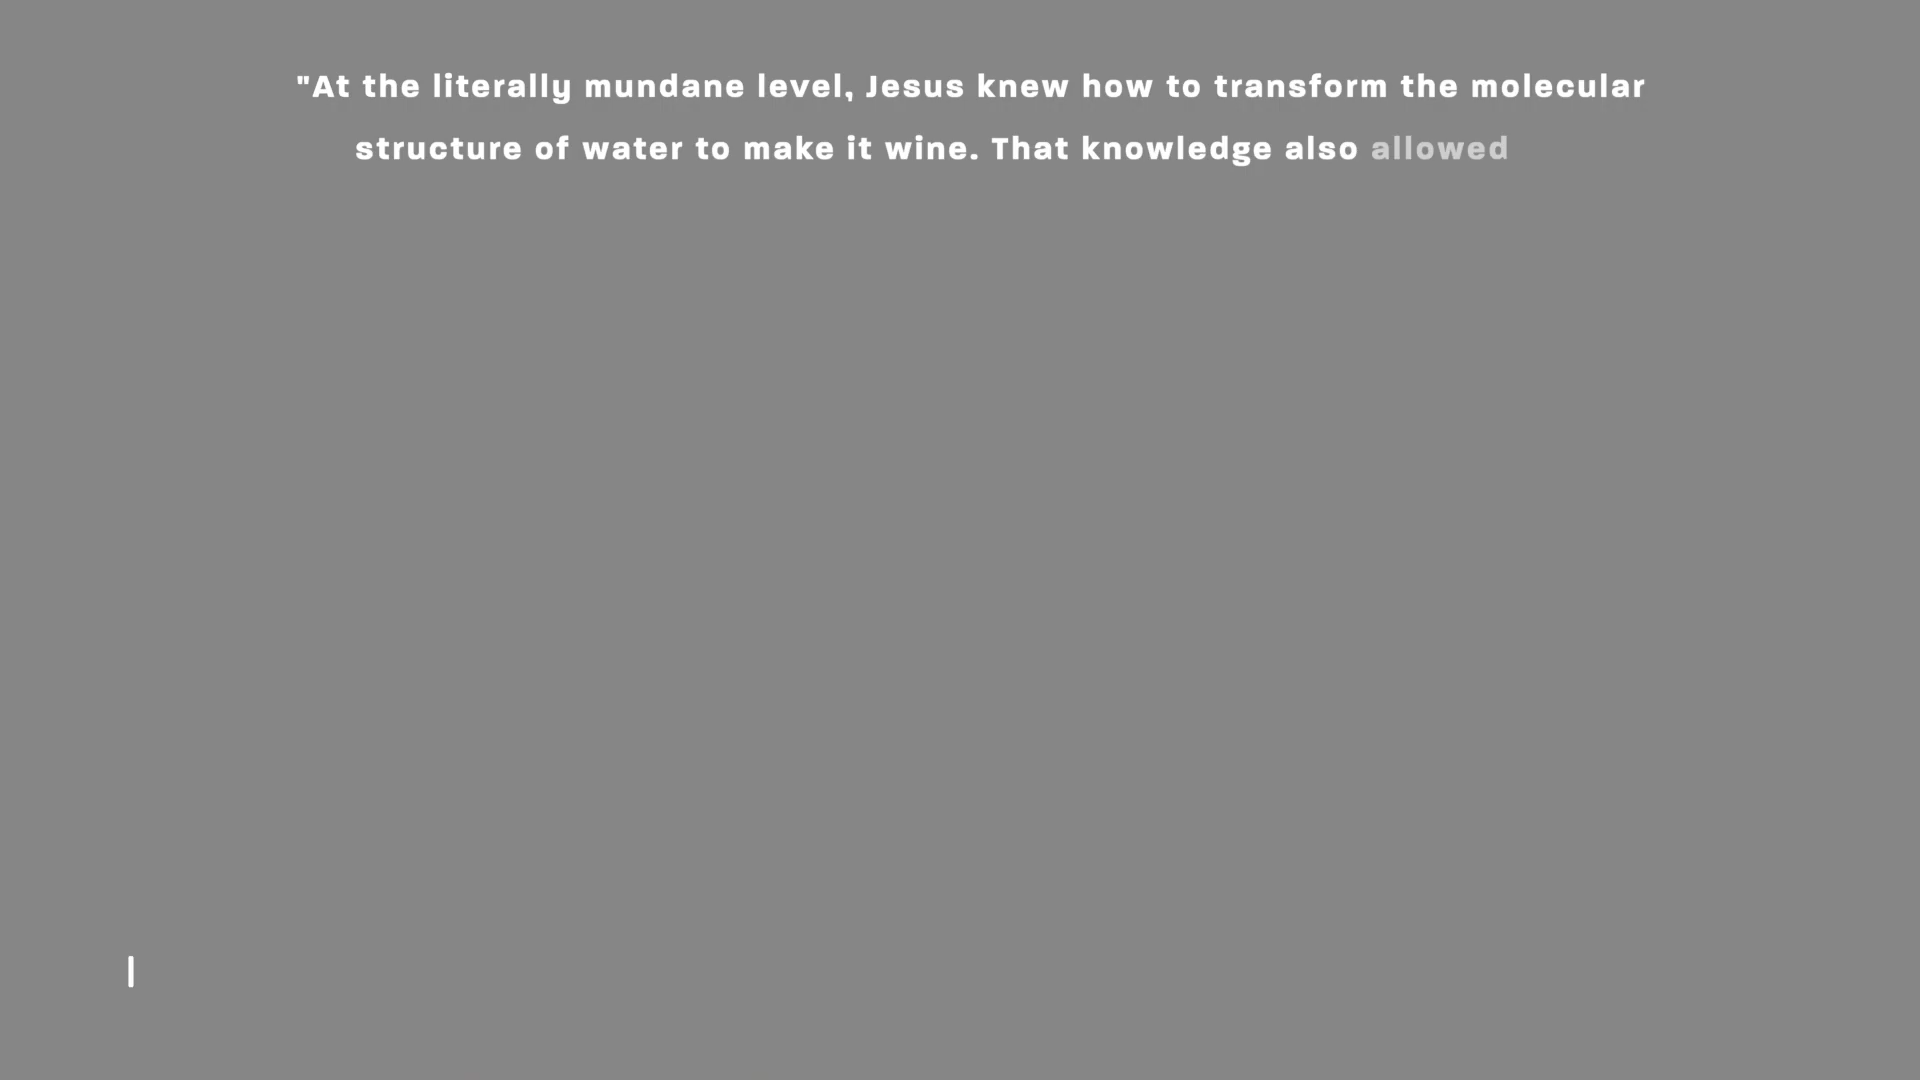 "At the literally mundane level, Jesus knew how to transform the molecular
structure of water to make it wine. That knowledge also allowed